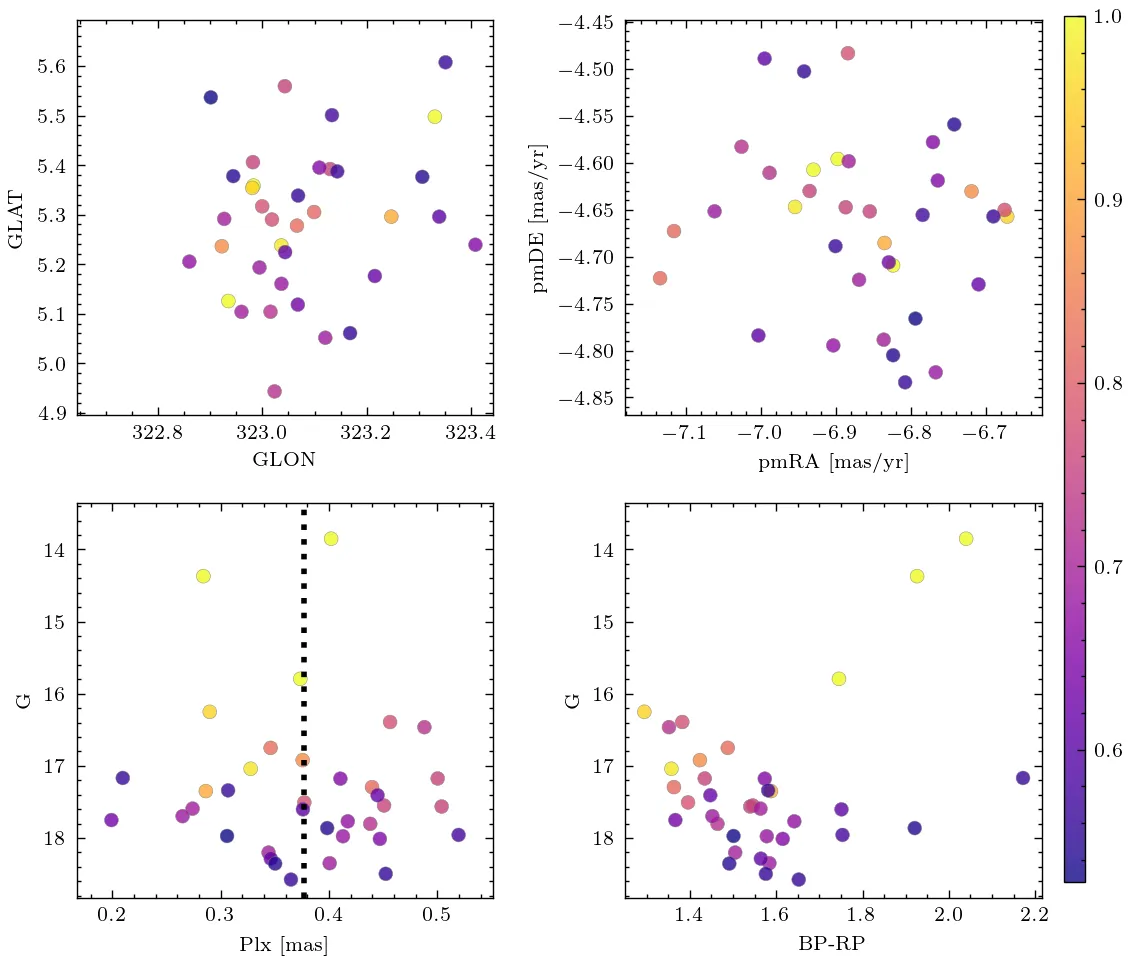 5.6
5.5
5.4
5.3
5.2
5.1
5.0
4.9
GLAT
322.8 323.0 323.2 323.4
GLON
−4.45
−4.50
−4.55
−4.60
−4.65
−4.70
−4.75
−4.80
−4.85
pmDE [mas/yr]
−7.1 −7.0 −6.9 −6.8 −6.7
pmRA [mas/yr]
14
15
16
17
18
G
0.2 0.3 0.4 0.5
Plx [mas]
14
15
16
17
18
G
1.4 1.6 1.8 2.0 2.2
BP-RP
1.0
0.9
0.8
0.7
0.6